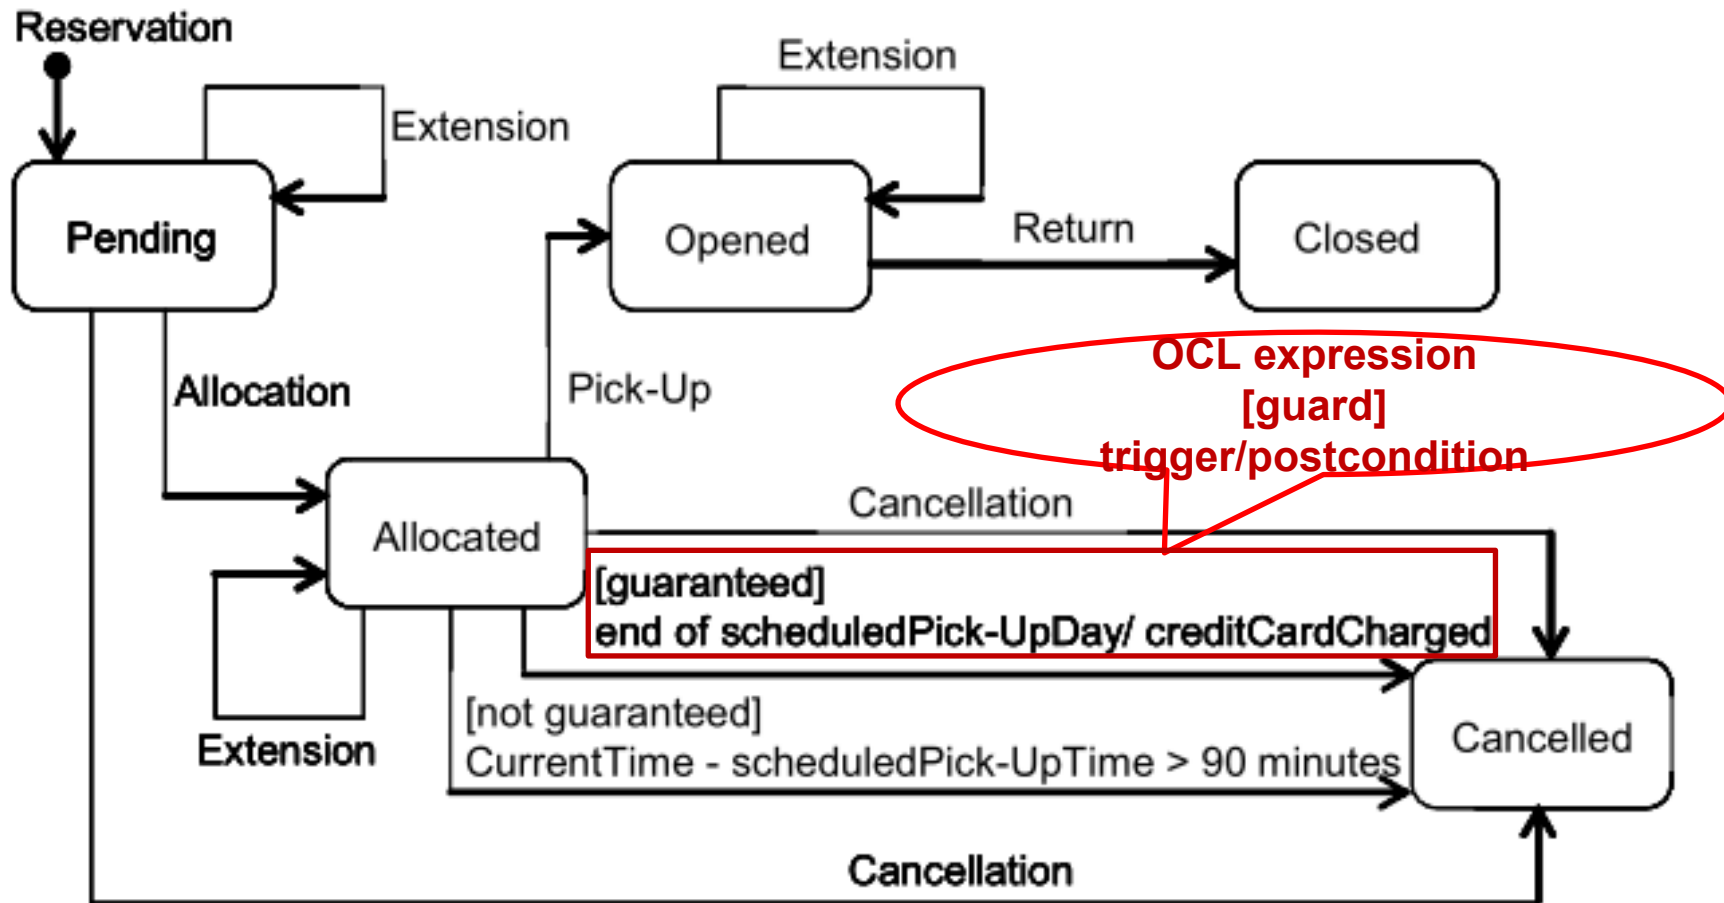 Reservation
Extension
Extension
Pending
Opened
Return
Closed
Allocation
Pick-Up
OCL expression
[guard]
trigger/postcondition
Cancellation
Allocated
[guaranteed]
end of scheduledPick-UpDay/ creditCardCharged
[not guaranteed]
CurrentTime - scheduledPick-UpTime > 90 minutes
Extension
Cancelled
Cancellation